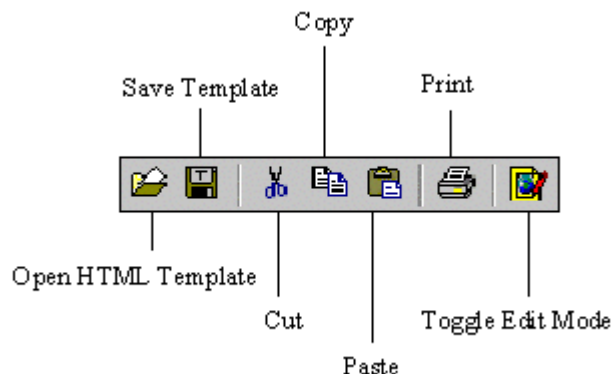 Copy
Save Template
Print
T
Open HTML Template
Cut
Toggle Edit Mode
Paste